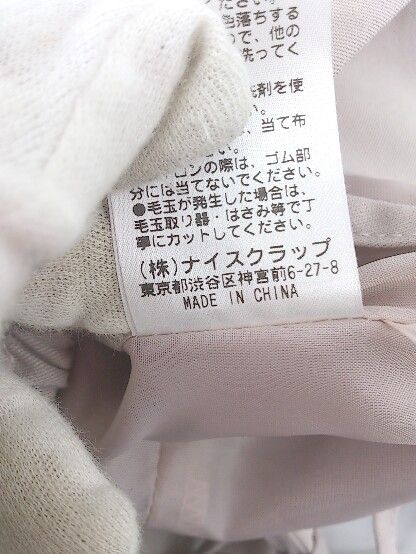 色落ちする
ので、他の
洗ってく
洗剤を使
当て布
ロンの際は、ゴム部
分には当てないでください。
●毛玉が発生した場合は、
毛玉取り器・はさみ等で丁
寧にカットしてください。
(株)ナイスクラップ
東京都渋谷区神宮前6-27-8
MADE IN CHINA